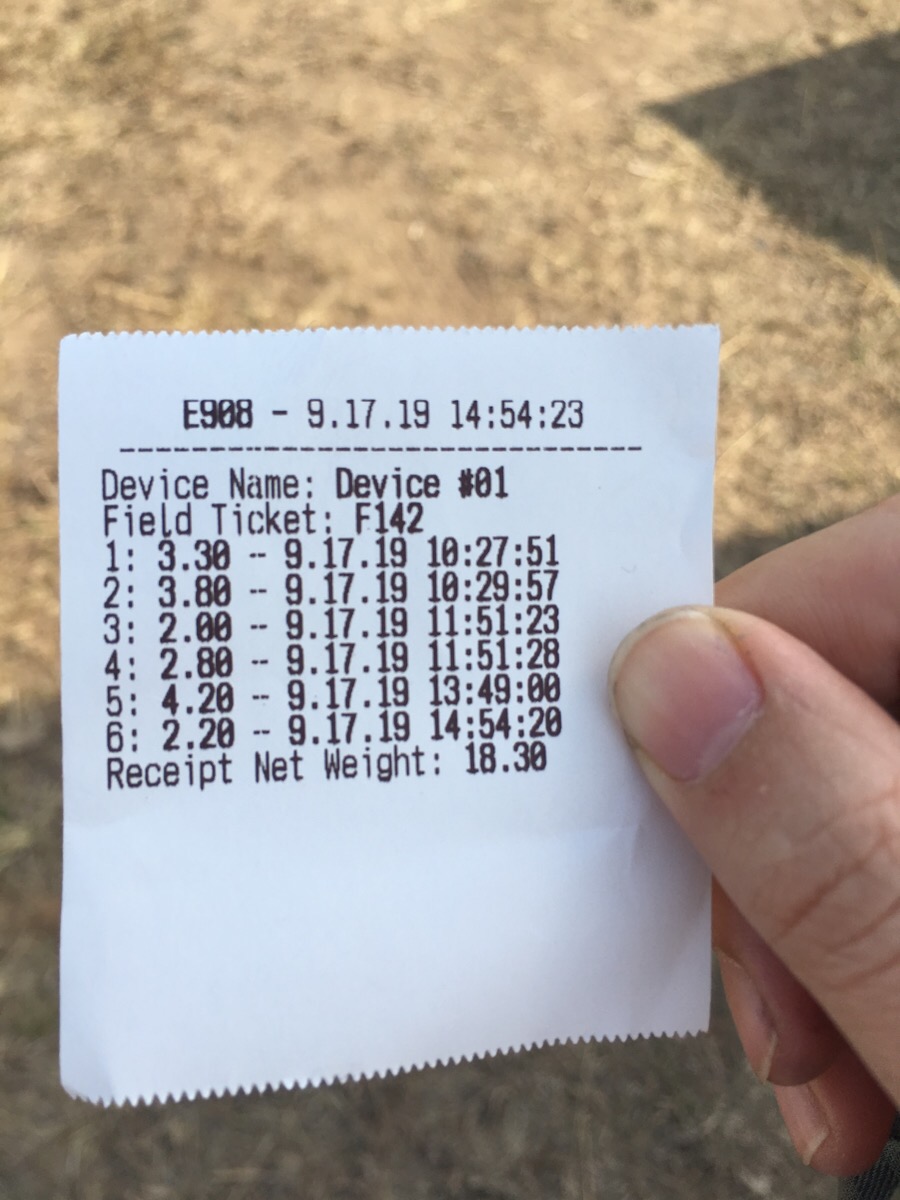 E908 - 9.17.19 14:54:23
-----------------------------
Device Name: Device #01
Field Ticket: F142
1: 3.30 -- 9.17.19 10:27:51
2: 3.80 -- 9.17.19 10:29:57
3: 2.00 -- 9.17.19 11:51:23
4: 2.80 -- 9.17.19 11:51:28
5: 4.20 -- 9.17.19 13:49:00
6: 2.20 -- 9.17.19 14:54:20
Receipt Net Weight: 18.30